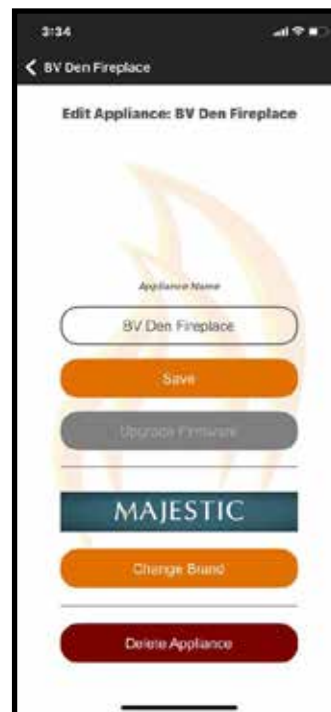 3:34
BV Den Fireplace
Edit Appliance: BV Den Fireplace
Appliance Name
BV Den Fireplace
Save
Upgrade Firmware
MAJESTIC
Change Brand
Delete Appliance